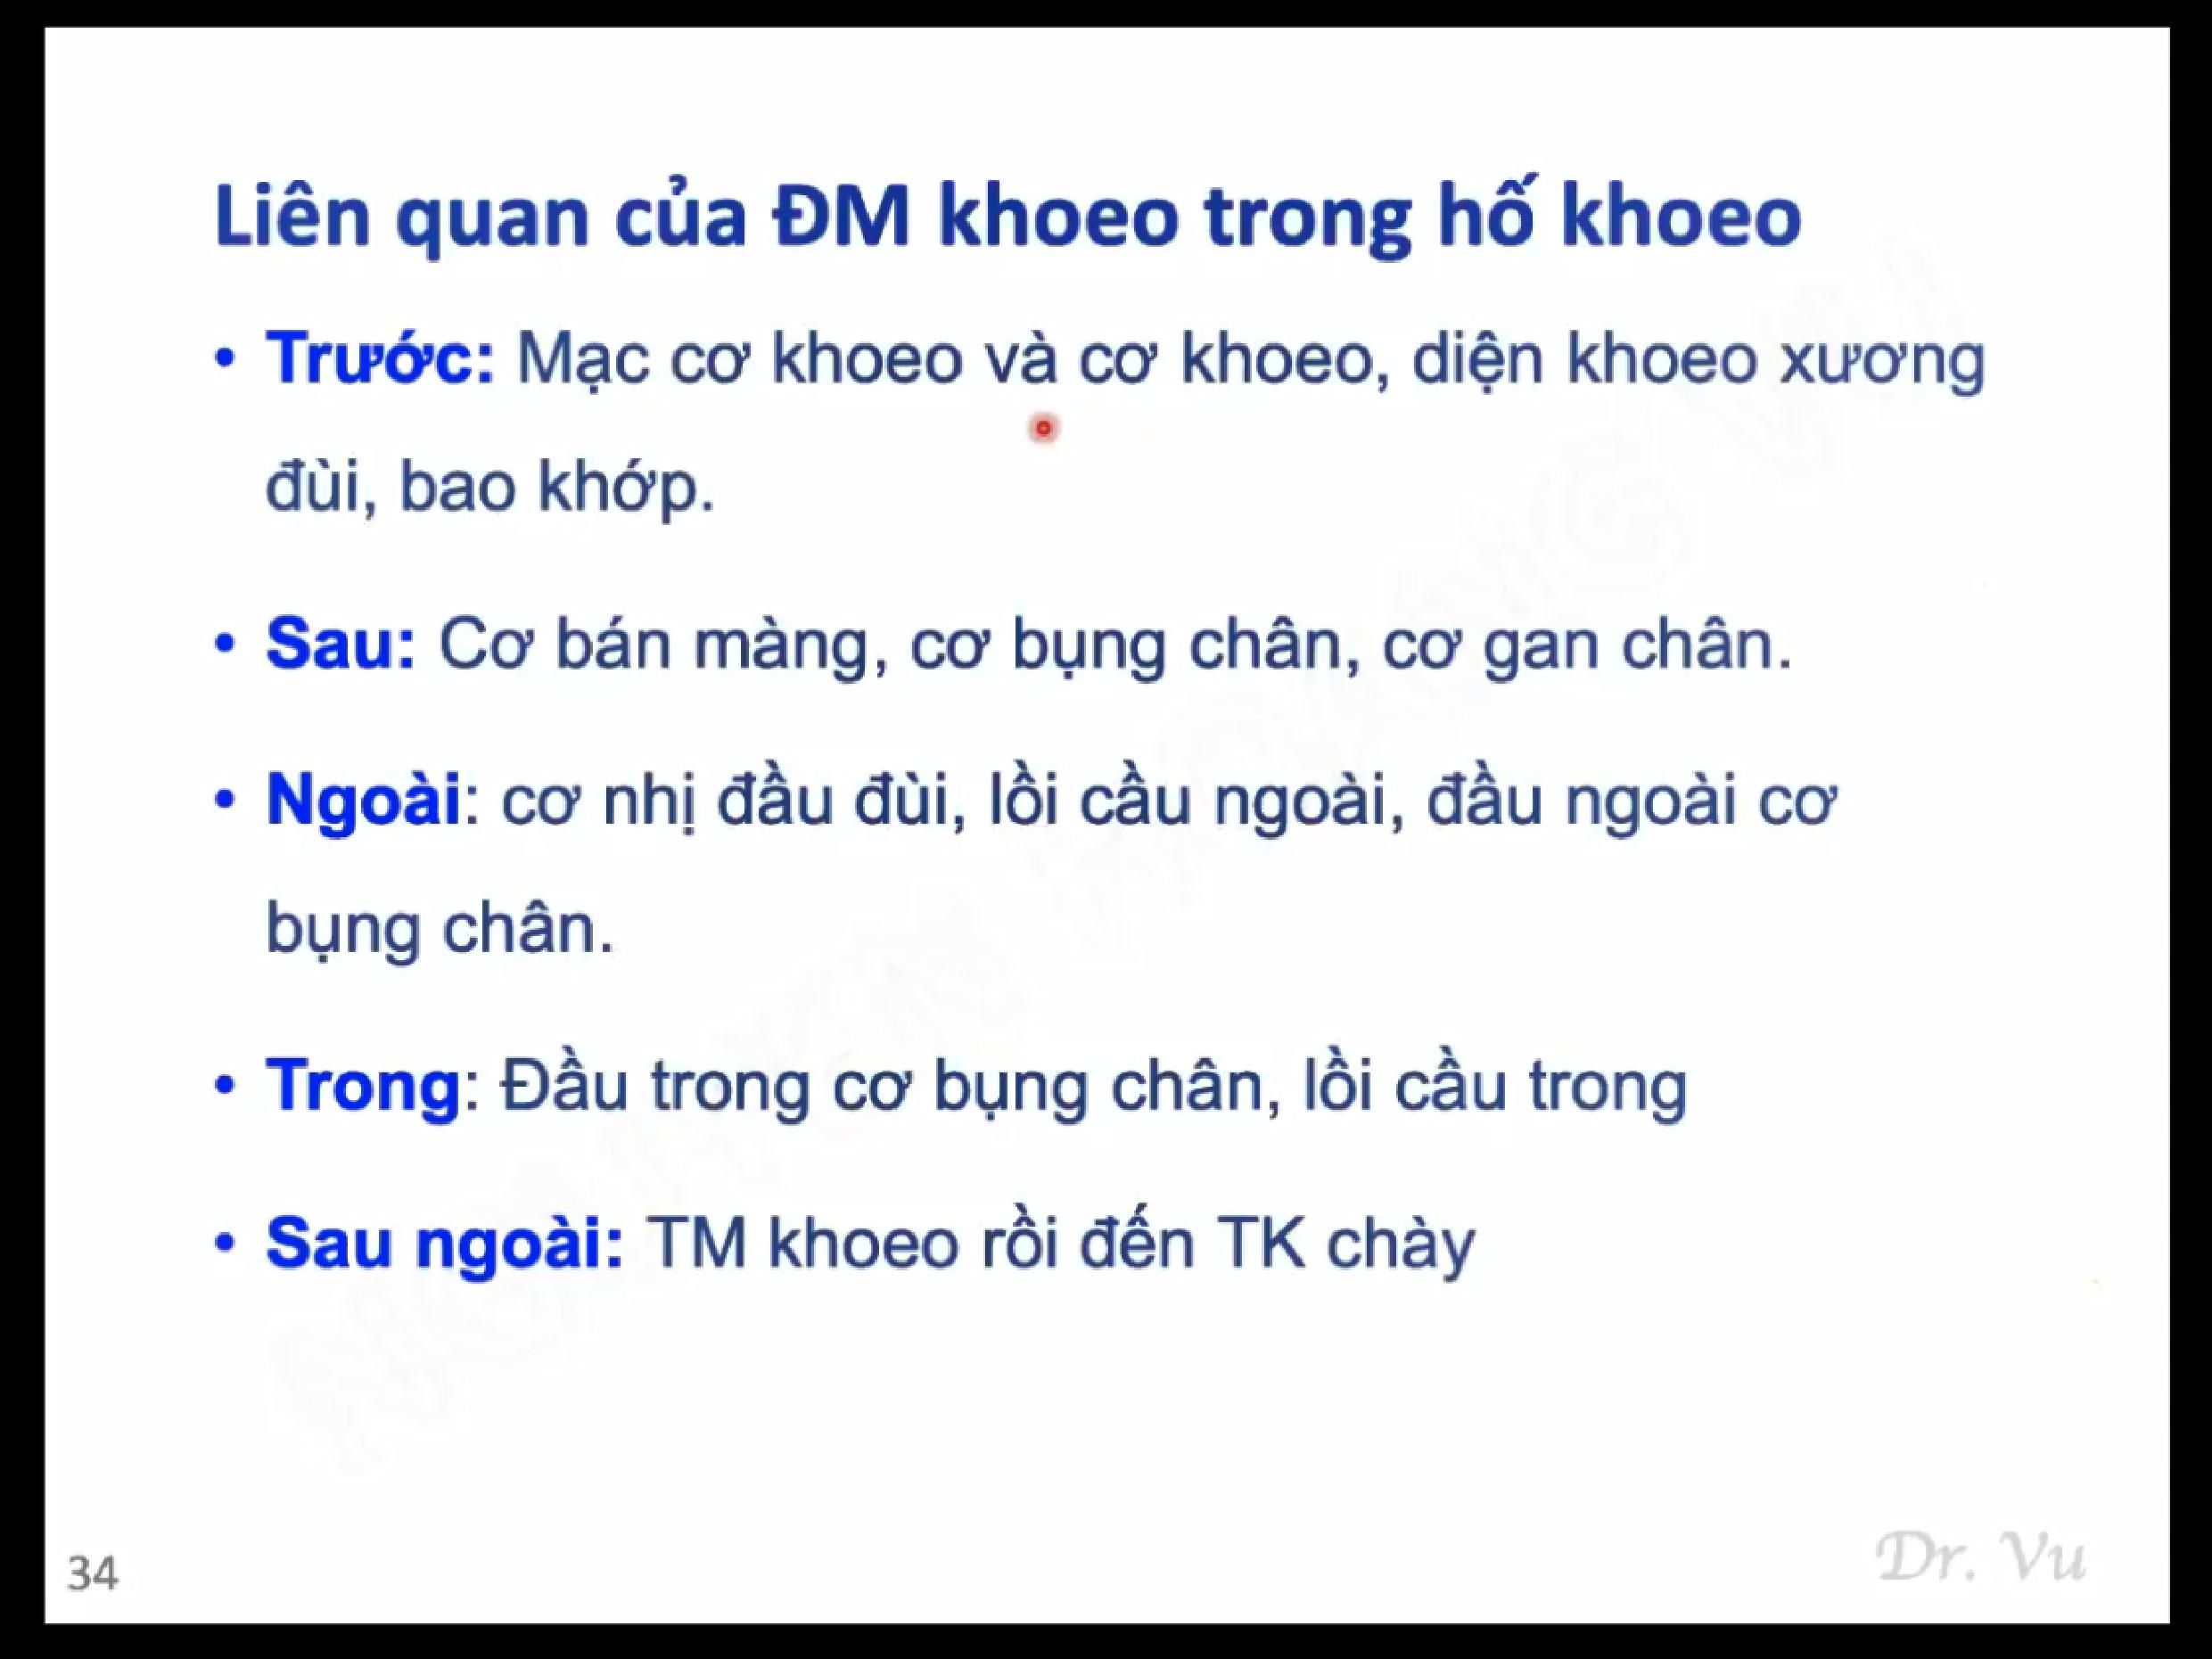 Liên quan của ĐM khoeo trong hố khoeo
• Trước: Mạc cơ khoeo và cơ khoeo, diện khoeo xương
đùi, bao khớp.
• Sau: Cơ bán màng, cơ bụng chân, cơ gan chân.
• Ngoài: cơ nhị đầu đùi, lồi cầu ngoài, đầu ngoài cơ
bụng chân.
• Trong: Đầu trong cơ bụng chân, lồi cầu trong
• Sau ngoài: TM khoeo rồi đến TK chày
34
Dr. Vu